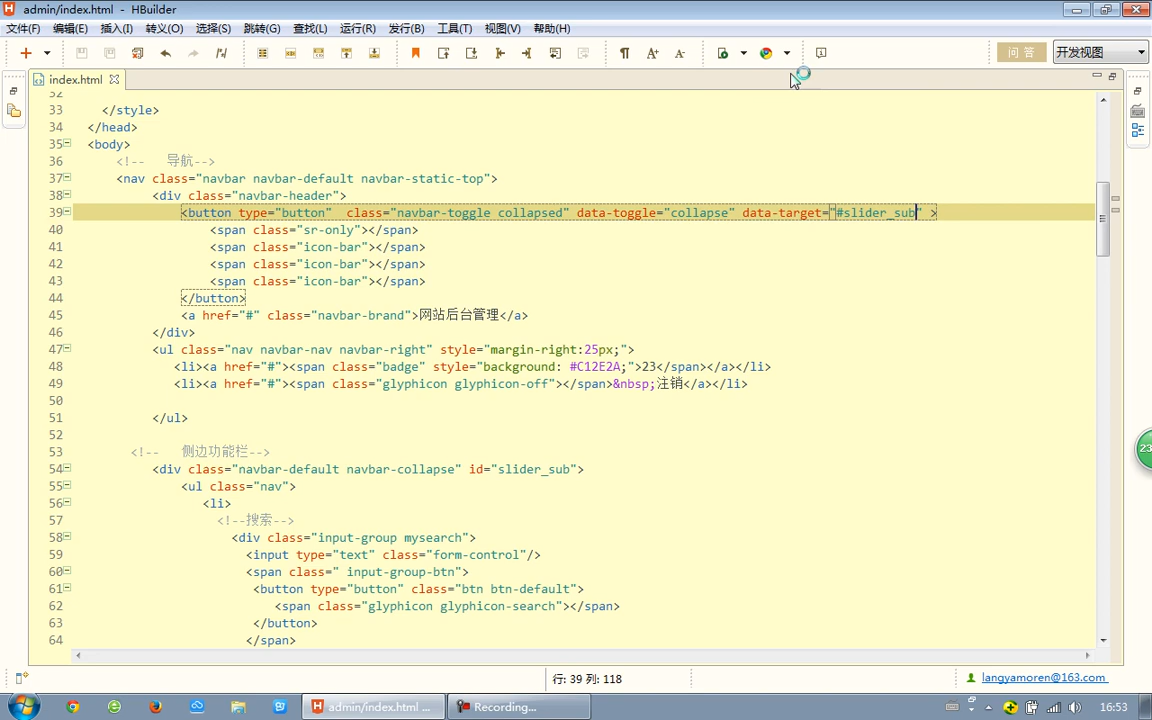 admin/index.html - HBuilder
文件(F) 编辑(E) 插入(I) 转义(O) 选择(S) 跳转(G) 查找(L) 运行(R) 发行(B) 工具(T) 视图(V) 帮助(H)
问 答 开发视图
index.html
32
33 </style>
34 </head>
35 <body>
36 <!-- 导航-->
37 <nav class="navbar navbar-default navbar-static-top">
38 <div class="navbar-header">
39 <button type="button" class="navbar-toggle collapsed" data-toggle="collapse" data-target="#slider_sub" >
40 <span class="sr-only"></span>
41 <span class="icon-bar"></span>
42 <span class="icon-bar"></span>
43 <span class="icon-bar"></span>
44 </button>
45 <a href="#" class="navbar-brand">网站后台管理</a>
46 </div>
47 <ul class="nav navbar-nav navbar-right" style="margin-right:25px;">
48 <li><a href="#"><span class="badge" style="background: #C12E2A;">23</span></a></li>
49 <li><a href="#"><span class="glyphicon glyphicon-off"></span>&nbsp;注销</a></li>
50
51 </ul>
52
53 <!-- 侧边功能栏-->
54 <div class="navbar-default navbar-collapse" id="slider_sub">
55 <ul class="nav">
56 <li>
57 <!--搜索-->
58 <div class="input-group mysearch">
59 <input type="text" class="form-control"/>
60 <span class=" input-group-btn">
61 <button type="button" class="btn btn-default">
62 <span class="glyphicon glyphicon-search"></span>
63 </button>
64 </span>
23
行: 39 列: 118
langyamoren@163.com
admin/index.html ...
Recording...
16:53